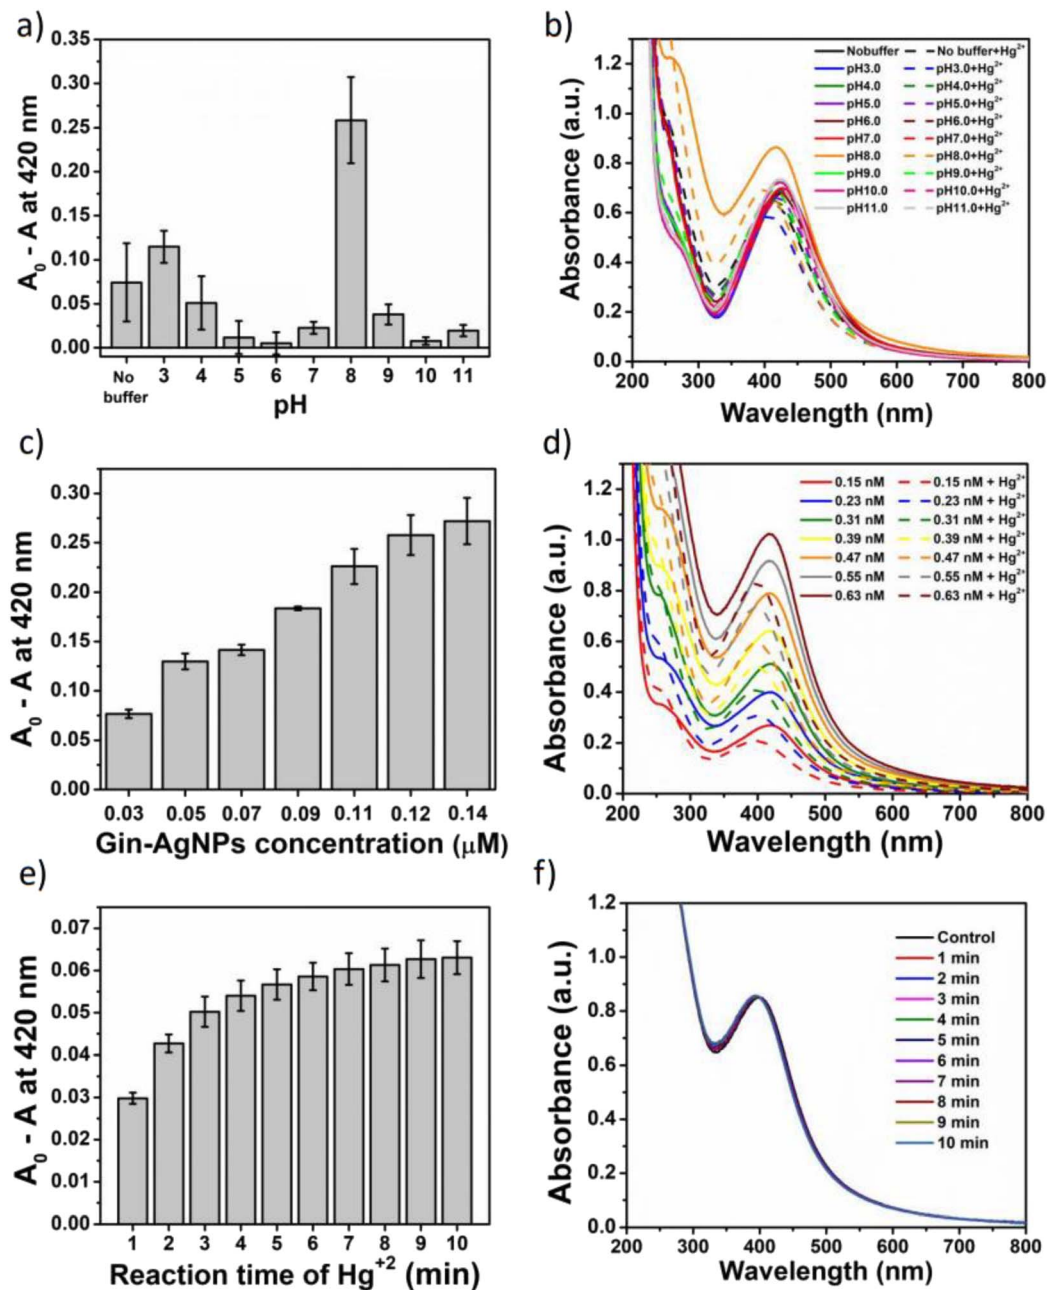 a)
0.35
0.30
0.25
0.20
0.15
0.10
0.05
0.00
A₀ - A at 420 nm
No buffer 3 4 5 6 7 8 9 10 11
pH
b)
1.2
1.0
0.8
0.6
0.4
0.2
0.0
Absorbance (a.u.)
Nobuffer No buffer+Hg²⁺
pH3.0 pH3.0+Hg²⁺
pH4.0 pH4.0+Hg²⁺
pH5.0 pH5.0+Hg²⁺
pH6.0 pH6.0+Hg²⁺
pH7.0 pH7.0+Hg²⁺
pH8.0 pH8.0+Hg²⁺
pH9.0 pH9.0+Hg²⁺
pH10.0 pH10.0+Hg²⁺
pH11.0 pH11.0+Hg²⁺
200 300 400 500 600 700 800
Wavelength (nm)
c)
0.30
0.25
0.20
0.15
0.10
0.05
0.00
A₀ - A at 420 nm
0.03 0.05 0.07 0.09 0.11 0.12 0.14
Gin-AgNPs concentration (µM)
d)
1.2
1.0
0.8
0.6
0.4
0.2
0.0
Absorbance (a.u.)
0.15 nM 0.15 nM + Hg²⁺
0.23 nM 0.23 nM + Hg²⁺
0.31 nM 0.31 nM + Hg²⁺
0.39 nM 0.39 nM + Hg²⁺
0.47 nM 0.47 nM + Hg²⁺
0.55 nM 0.55 nM + Hg²⁺
0.63 nM 0.63 nM + Hg²⁺
200 300 400 500 600 700 800
Wavelength (nm)
e)
0.07
0.06
0.05
0.04
0.03
0.02
0.01
0.00
A₀ - A at 420 nm
1 2 3 4 5 6 7 8 9 10
Reaction time of Hg⁺² (min)
f)
1.2
1.0
0.8
0.6
0.4
0.2
0.0
Absorbance (a.u.)
Control
1 min
2 min
3 min
4 min
5 min
6 min
7 min
8 min
9 min
10 min
200 300 400 500 600 700 800
Wavelength (nm)